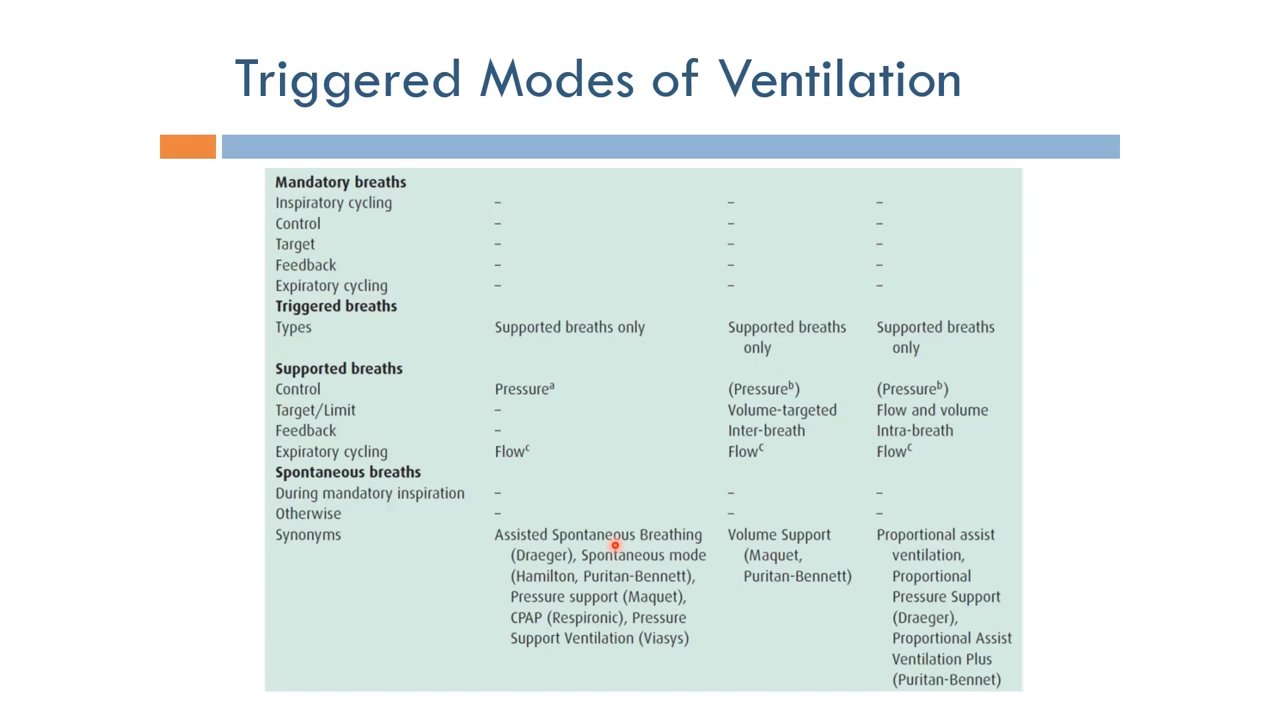 Triggered Modes of Ventilation
Mandatory breaths
Inspiratory cycling – – –
Control – – –
Target – – –
Feedback – – –
Expiratory cycling – – –
Triggered breaths
Types Supported breaths only Supported breaths Supported breaths
only only
Supported breaths
Control Pressureᵃ (Pressureᵇ) (Pressureᵇ)
Target/Limit – Volume-targeted Flow and volume
Feedback – Inter-breath Intra-breath
Expiratory cycling Flowᶜ Flowᶜ Flowᶜ
Spontaneous breaths
During mandatory inspiration – – –
Otherwise – – –
Synonyms Assisted Spontaneous Breathing Volume Support Proportional assist
(Draeger), Spontaneous mode (Maquet, ventilation,
(Hamilton, Puritan-Bennett), Puritan-Bennett) Proportional
Pressure support (Maquet), Pressure Support
CPAP (Respironic), Pressure (Draeger),
Support Ventilation (Viasys) Proportional Assist
Ventilation Plus
(Puritan-Bennet)